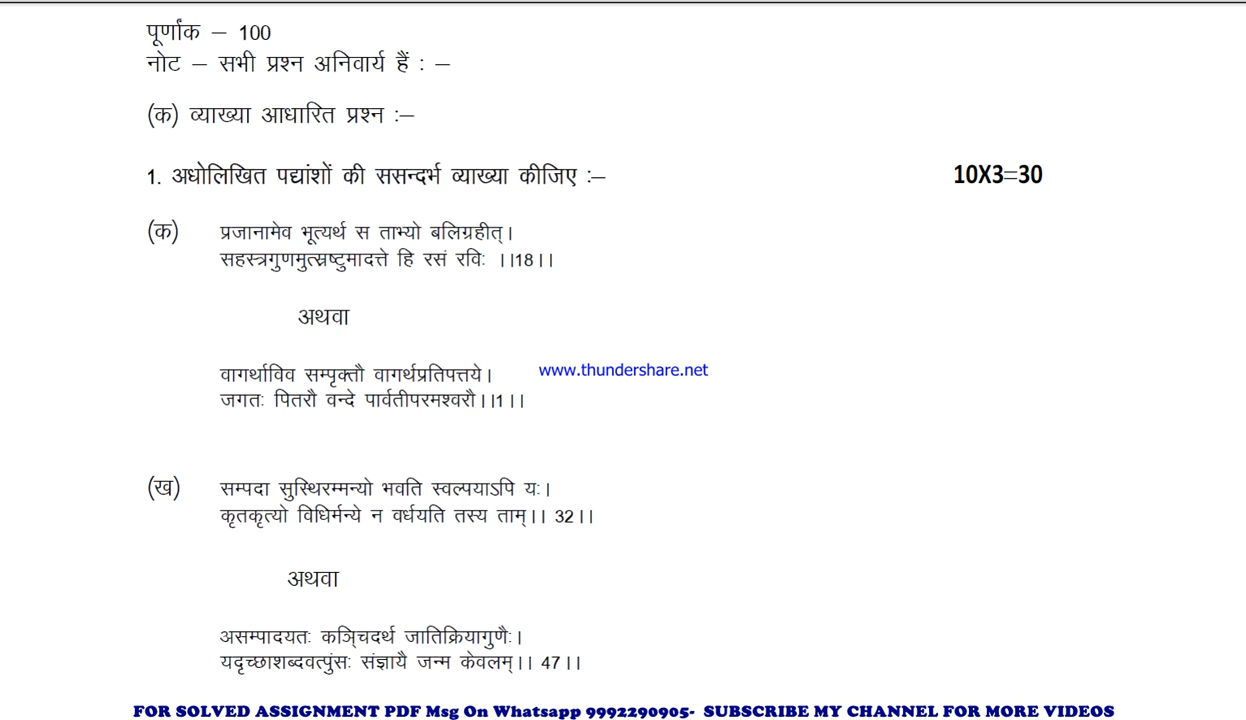 पूर्णांक – 100
नोट – सभी प्रश्न अनिवार्य हैं : –
(क) व्याख्या आधारित प्रश्न :–
1. अधोलिखित पद्यांशों की ससन्दर्भ व्याख्या कीजिए :– 10X3=30
(क) प्रजानामेव भूत्यर्थ स ताभ्यो बलिग्रहीत्।
सहस्त्रगुणमुत्स्रष्टुमादत्ते हि रसं रविः ।।18।।
अथवा
वागर्थाविव सम्पृक्तौ वागर्थप्रतिपत्तये। www.thundershare.net
जगतः पितरौ वन्दे पार्वतीपरमश्वरौ।।1।।
(ख) सम्पदा सुस्थिरम्मन्यो भवति स्वल्पयाऽपि यः।
कृतकृत्यो विधिर्मन्ये न वर्धयति तस्य ताम्।। 32।।
अथवा
असम्पादयतः कञ्चिदर्थ जातिक्रियागुणैः।
यदृच्छाशब्दवत्पुंसः संज्ञायै जन्म केवलम्।। 47।।
FOR SOLVED ASSIGNMENT PDF Msg On Whatsapp 9992290905- SUBSCRIBE MY CHANNEL FOR MORE VIDEOS